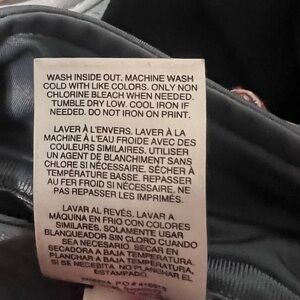 WASH INSIDE OUT. MACHINE WASH
COLD WITH LIKE COLORS. ONLY NON
CHLORINE BLEACH WHEN NEEDED.
TUMBLE DRY LOW. COOL IRON IF
NEEDED. DO NOT IRON ON PRINT.
LAVER À L'ENVERS. LAVER À LA
MACHINE À L'EAU FROIDE AVEC DES
COULEURS SIMILAIRES. UTILISER
UN AGENT DE BLANCHIMENT SANS
CHLORE SI NÉCESSAIRE. SÉCHER À
TEMPÉRATURE BASSE. REPASSER
AU FER FROID SI NÉCESSAIRE, NE
PAS REPASSER LES IMPRIMÉS.
LAVAR AL REVÉS. LAVAR A
MÁQUINA EN FRIO CON COLORES
SIMILARES. SOLAMENTE USAR
BLANQUEADOR SIN CLORO CUANDO
SEA NECESARIO. SECAR EN
SECADORA A BAJA TEMPERATURA.
PLANCHAR A BAJA TEMPERATURA
SI SE NECESITA. NO PLANCHAR EL
ESTAMPADO.